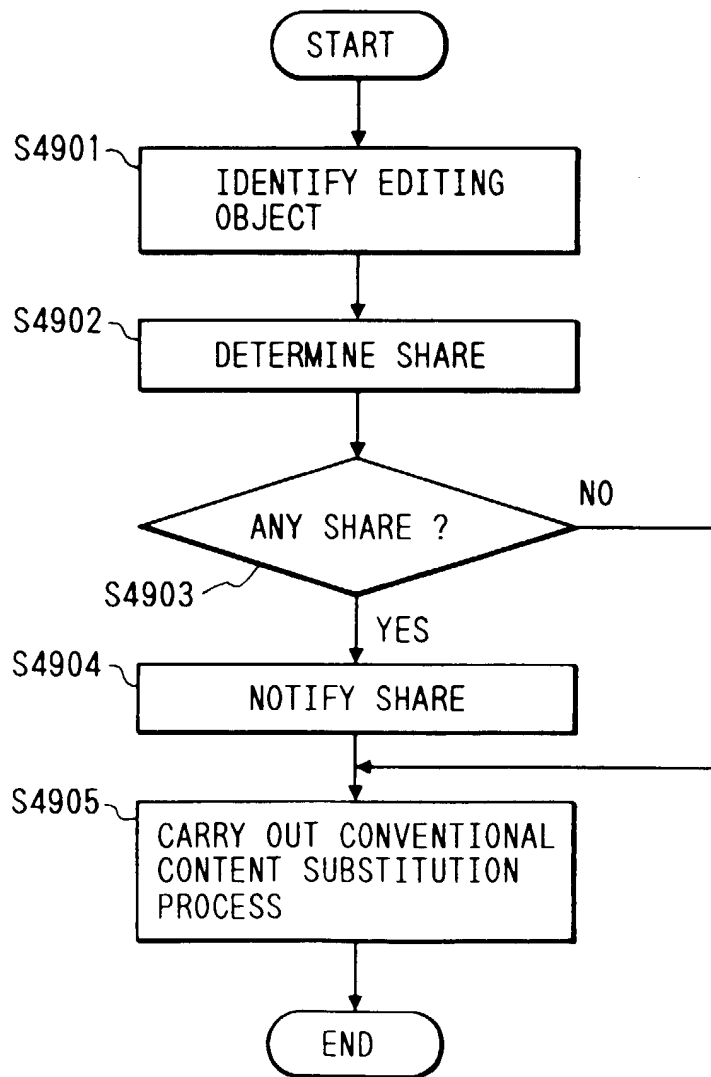 START
S4901
IDENTIFY EDITING
OBJECT
S4902
DETERMINE SHARE
ANY SHARE ?
NO
S4903
YES
S4904
NOTIFY SHARE
S4905
CARRY OUT CONVENTIONAL
CONTENT SUBSTITUTION
PROCESS
END